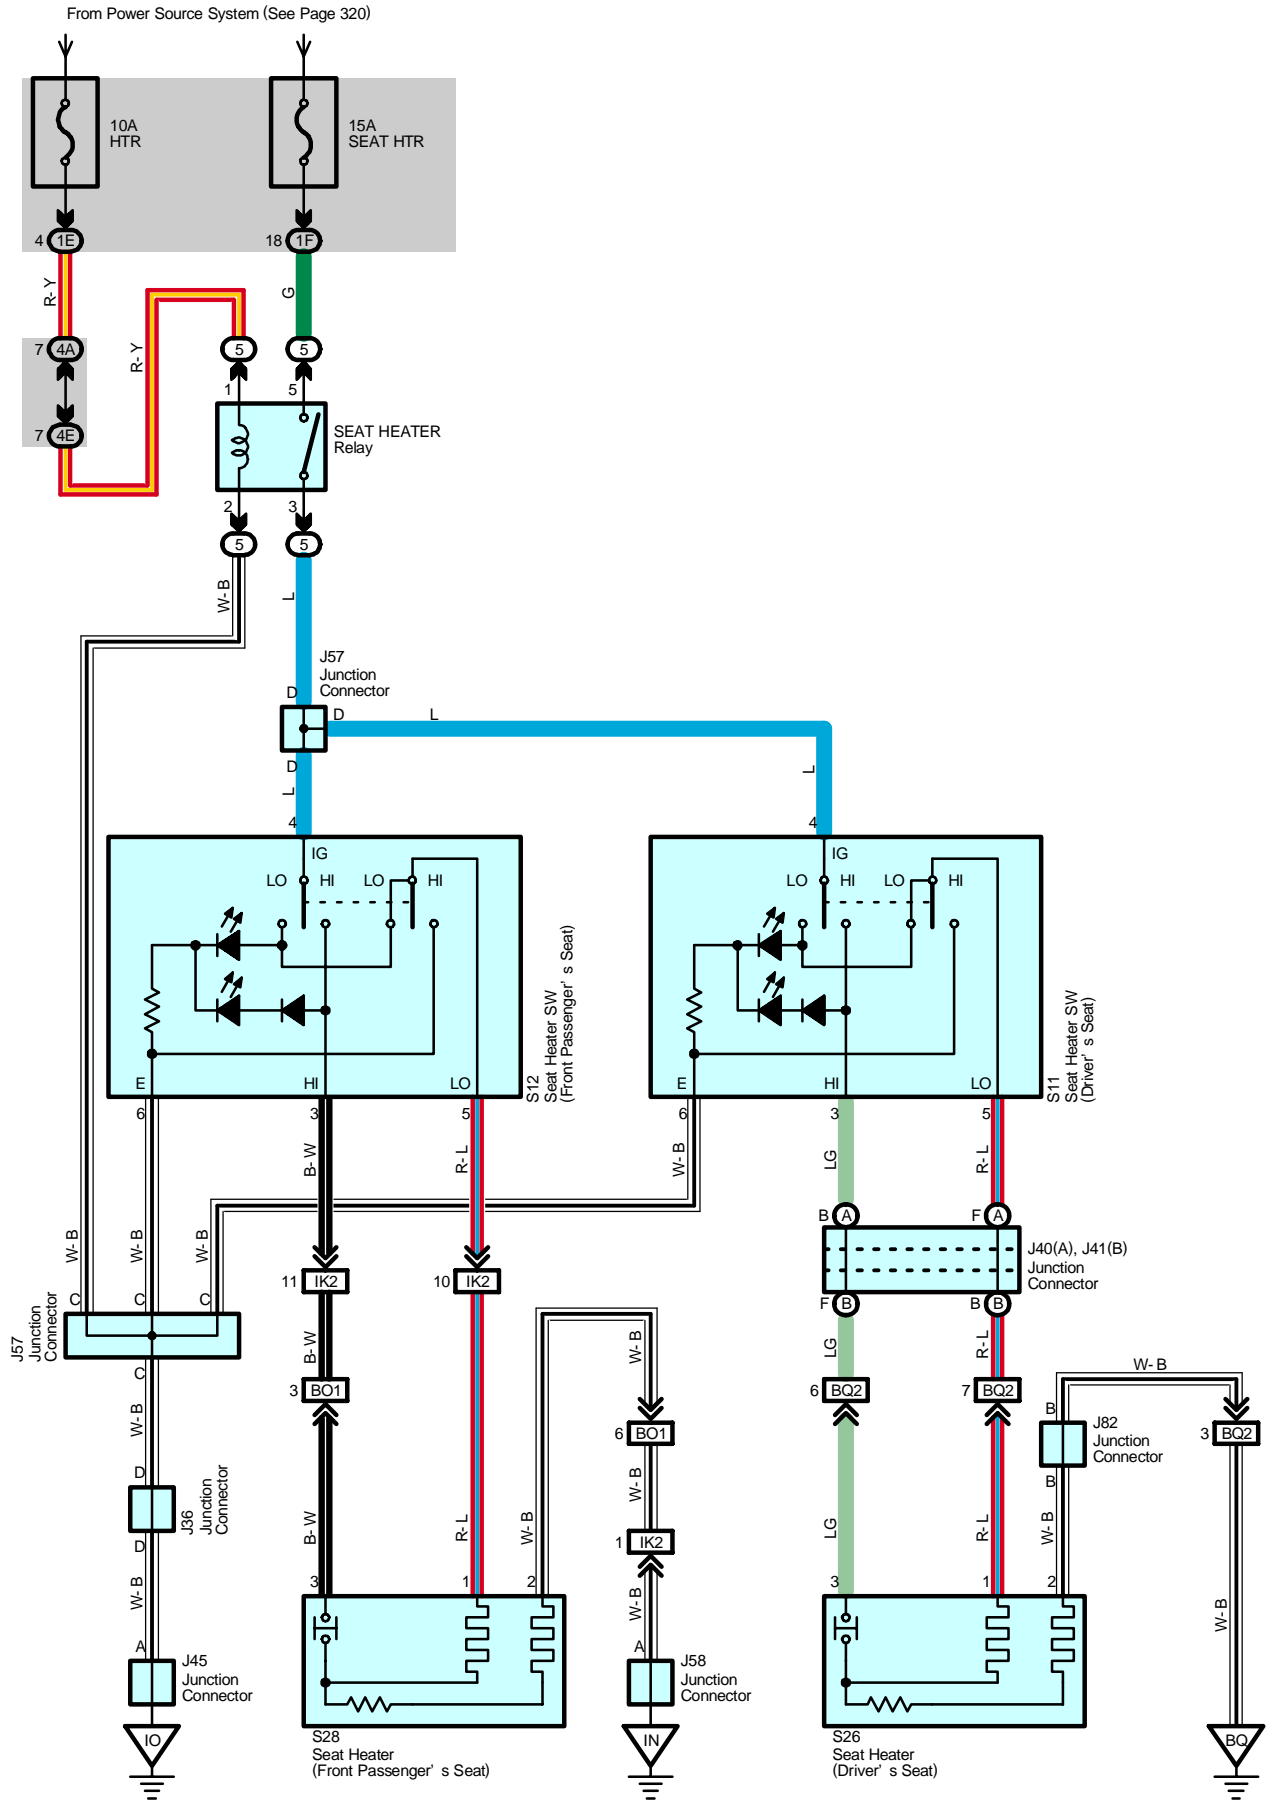 From Power Source System (See Page 320)
10A
HTR
15A
SEAT HTR
4 1E
18 1F
R- Y
G
7 4A
R- Y
5
5
1
5
7 4E
SEAT HEATER
Relay
2
3
5
5
W- B
L
J57
Junction
Connector
D
D
L
D
L
L
4
4
IG
LO
HI
LO
HI
IG
LO
HI
LO
HI
S12
Seat Heater SW
(Front Passenger' s Seat)
S11
Seat Heater SW
(Driver' s Seat)
E
HI
LO
E
HI
LO
6
3
5
6
3
5
B- W
R- L
W- B
LG
R- L
W- B
W- B
W- B
B A
F A
J40(A), J41(B)
Junction
Connector
11 IK2
10 IK2
C
C
C
F B
B B
J57
Junction
Connector
B- W
W- B
LG
R- L
W- B
C
3 BO1
6 BQ2
7 BQ2
W- B
B
J82
Junction
Connector
6 BO1
3 BQ2
D
B
J36
Junction
Connector
W- B
B- W
R- L
W- B
LG
R- L
W- B
D
1 IK2
W- B
3
1
2
W- B
3
1
2
W- B
A
J45
Junction
Connector
A
J58
Junction
Connector
IO
S28
Seat Heater
(Front Passenger' s Seat)
IN
S26
Seat Heater
(Driver' s Seat)
BQ